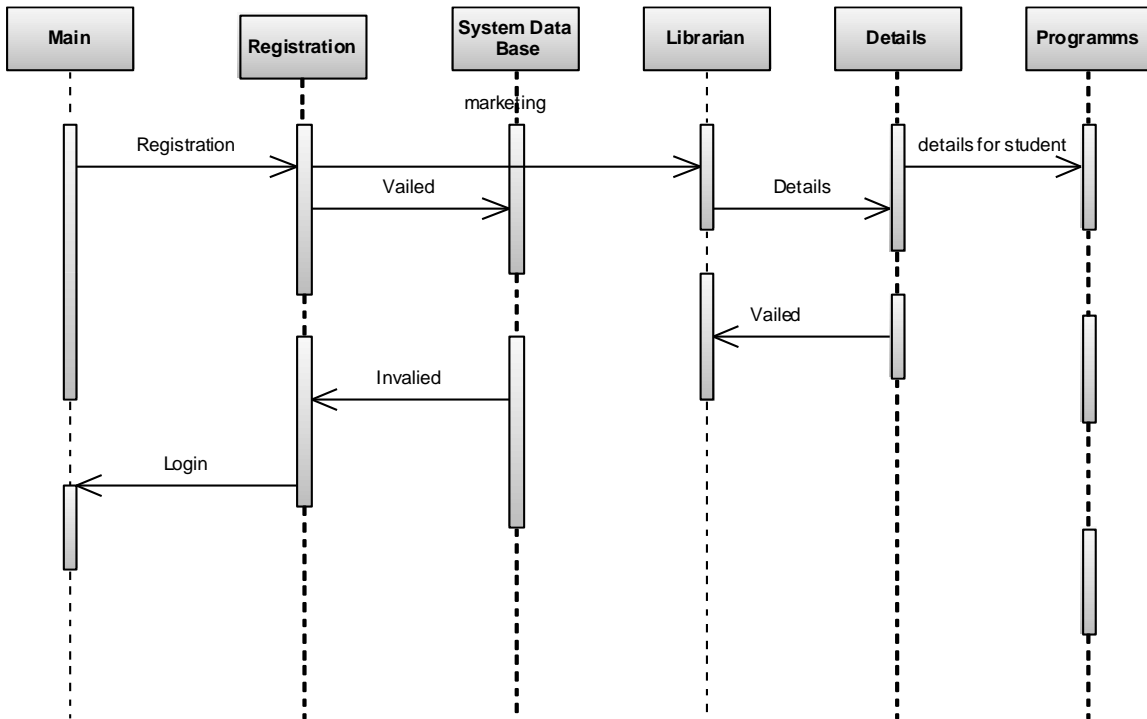 Main
Registration
System Data
Base
Librarian
Details
Programms
marketing
Registration
details for student
Vailed
Details
Vailed
Invalied
Login